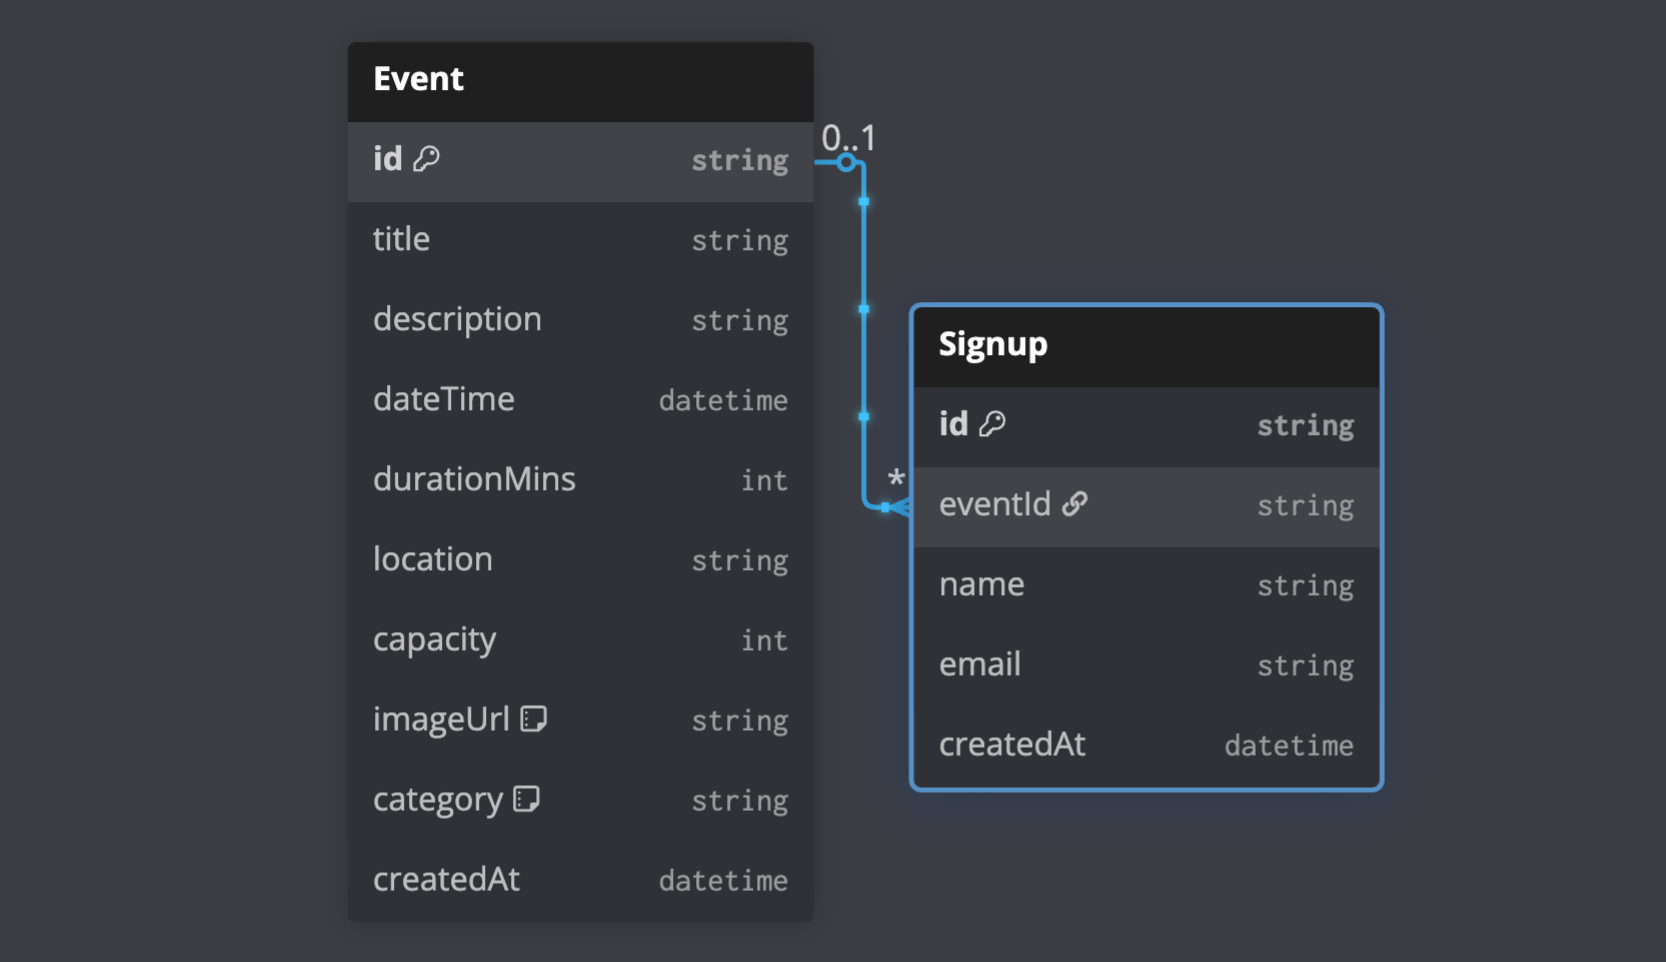 Event
id string
title string
description string
dateTime datetime
durationMins int
location string
capacity int
imageUrl string
category string
createdAt datetime
0..1
*
Signup
id string
eventId string
name string
email string
createdAt datetime